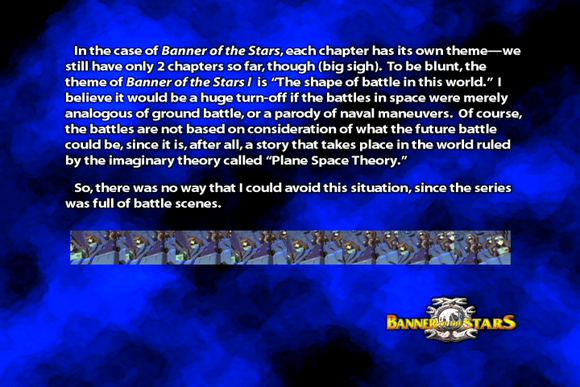 In the case of Banner of the Stars, each chapter has its own theme—we
still have only 2 chapters so far, though (big sigh). To be blunt, the
theme of Banner of the Stars I is “The shape of battle in this world.” I
believe it would be a huge turn-off if the battles in space were merely
analogous of ground battle, or a parody of naval maneuvers. Of course,
the battles are not based on consideration of what the future battle
could be, since it is, after all, a story that takes place in the world ruled
by the imaginary theory called “Plane Space Theory.”
So, there was no way that I could avoid this situation, since the series
was full of battle scenes.
BANNER OF THE STARS